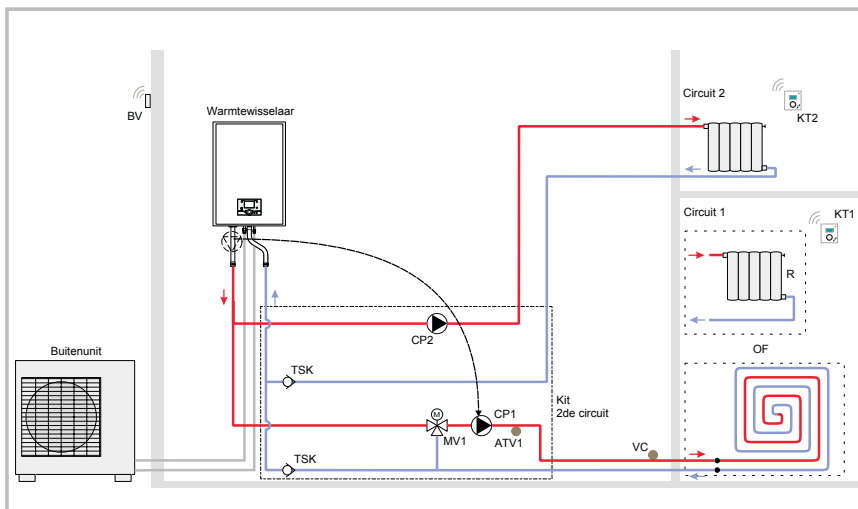 Circuit 2
BV
Warmtewisselaar
KT2
Circuit 1
KT1
R
CP2
OF
Buitenunit
TSK
Kit
2de circuit
M
CP1
MV1
ATV1
VC
TSK